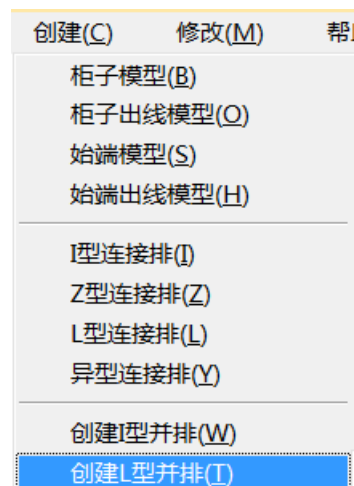 创建(C) 修改(M)
柜子模型(B)
柜子出线模型(O)
始端模型(S)
始端出线模型(H)
I型连接排(I)
Z型连接排(Z)
L型连接排(L)
异型连接排(Y)
创建I型并排(W)
创建L型并排(T)